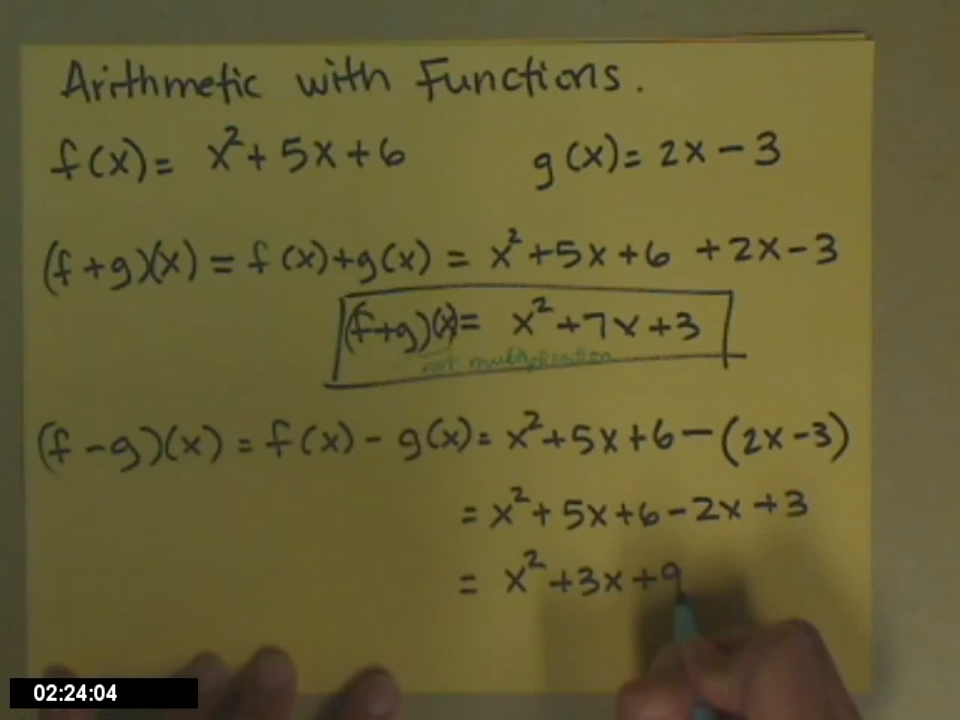 Arithmetic with Functions.
f(x) = x² + 5x + 6 g(x) = 2x − 3
(f + g)(x) = f(x) + g(x) = x² + 5x + 6 + 2x − 3
(f + g)(x) = x² + 7x + 3
not multiplication
(f − g)(x) = f(x) − g(x) = x² + 5x + 6 − (2x − 3)
= x² + 5x + 6 − 2x + 3
= x² + 3x + 9
02:24:04